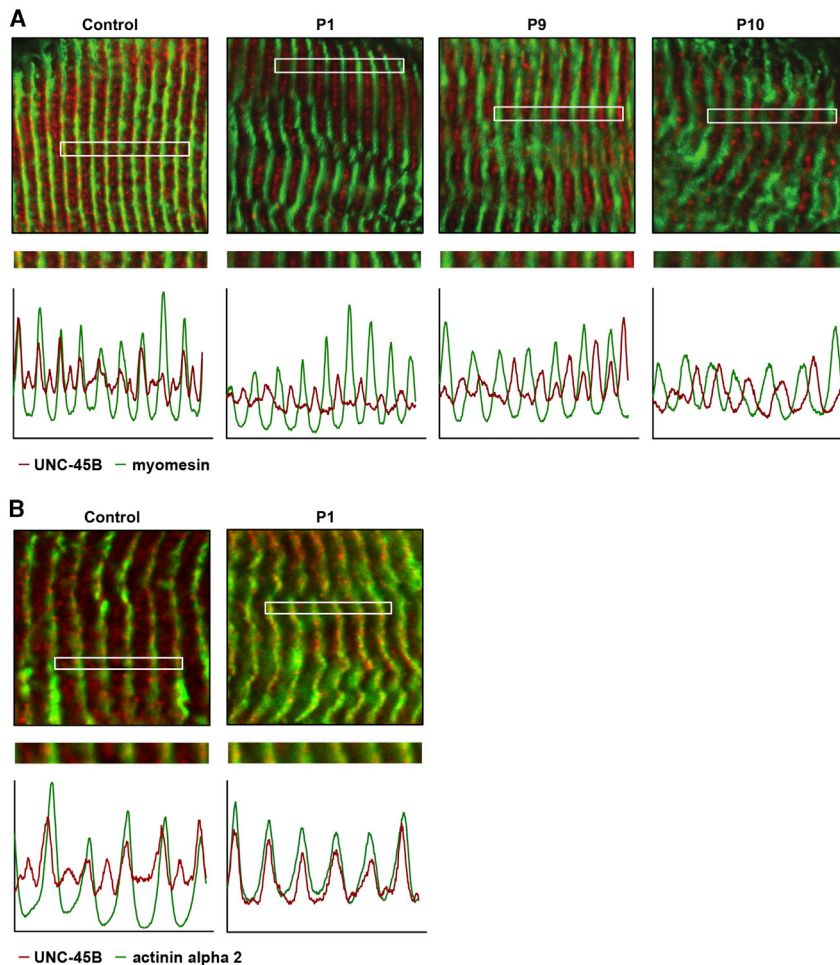 A
Control P1 P9 P10
— UNC-45B — myomesin
B
Control P1
— UNC-45B — actinin alpha 2